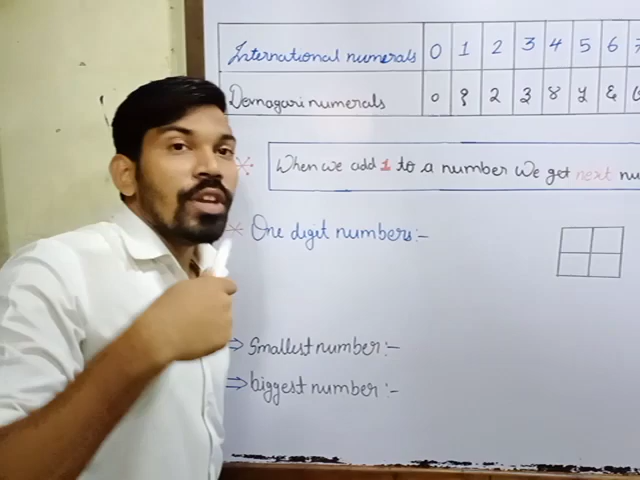 International numerals 0 1 2 3 4 5 6
Devnagari numerals ० १ २ ३ ४ ५ ६
* When we add 1 to a number we get next nu
* One digit numbers:-
⇒ Smallest number:-
⇒ biggest number:-